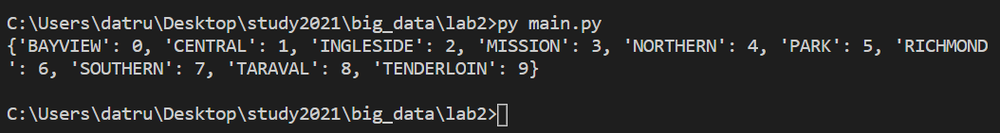 C:\Users\datru\Desktop\study2021\big_data\lab2>py main.py
{'BAYVIEW': 0, 'CENTRAL': 1, 'INGLESIDE': 2, 'MISSION': 3, 'NORTHERN': 4, 'PARK': 5, 'RICHMOND
': 6, 'SOUTHERN': 7, 'TARAVAL': 8, 'TENDERLOIN': 9}
C:\Users\datru\Desktop\study2021\big_data\lab2>